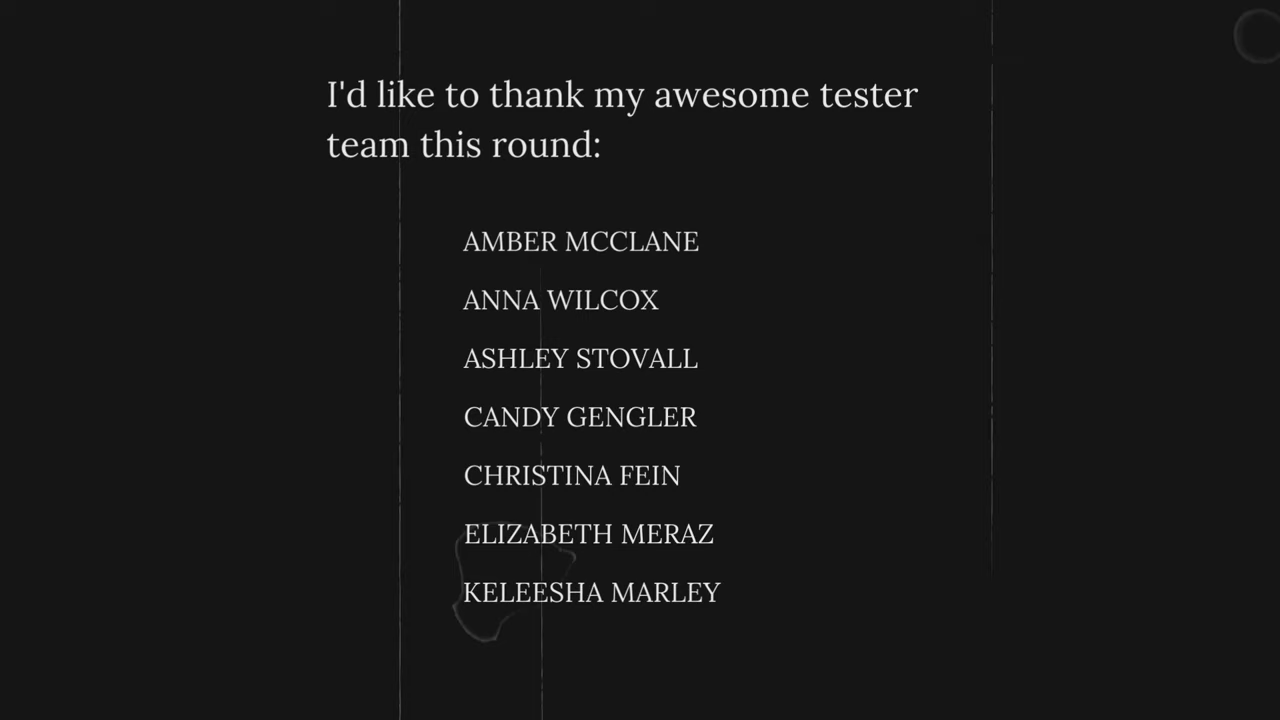 I'd like to thank my awesome tester
team this round:
AMBER MCCLANE
ANNA WILCOX
ASHLEY STOVALL
CANDY GENGLER
CHRISTINA FEIN
ELIZABETH MERAZ
KELEESHA MARLEY